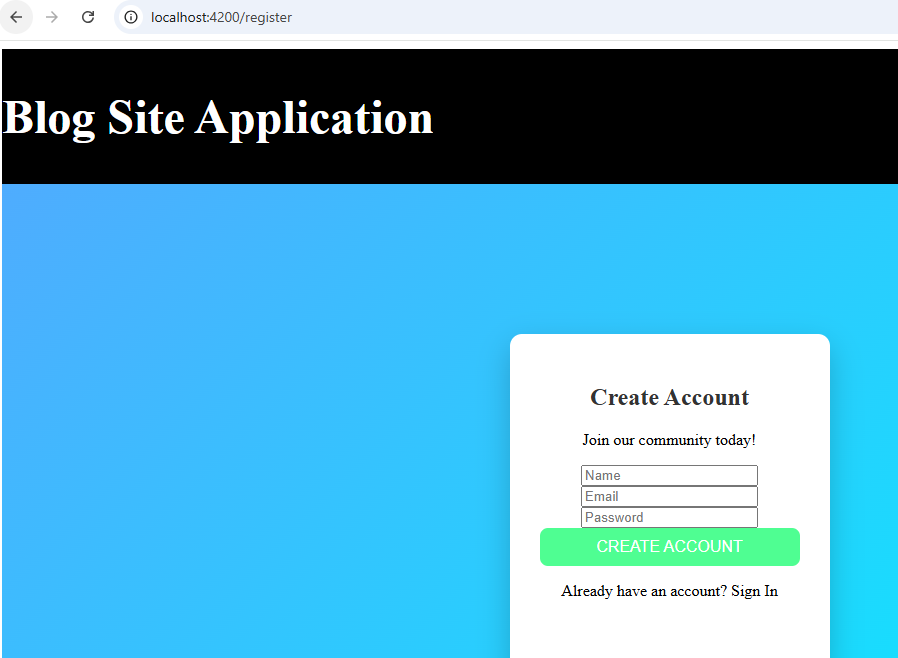 localhost:4200/register
Blog Site Application
Create Account
Join our community today!
Name
Email
Password
CREATE ACCOUNT
Already have an account? Sign In